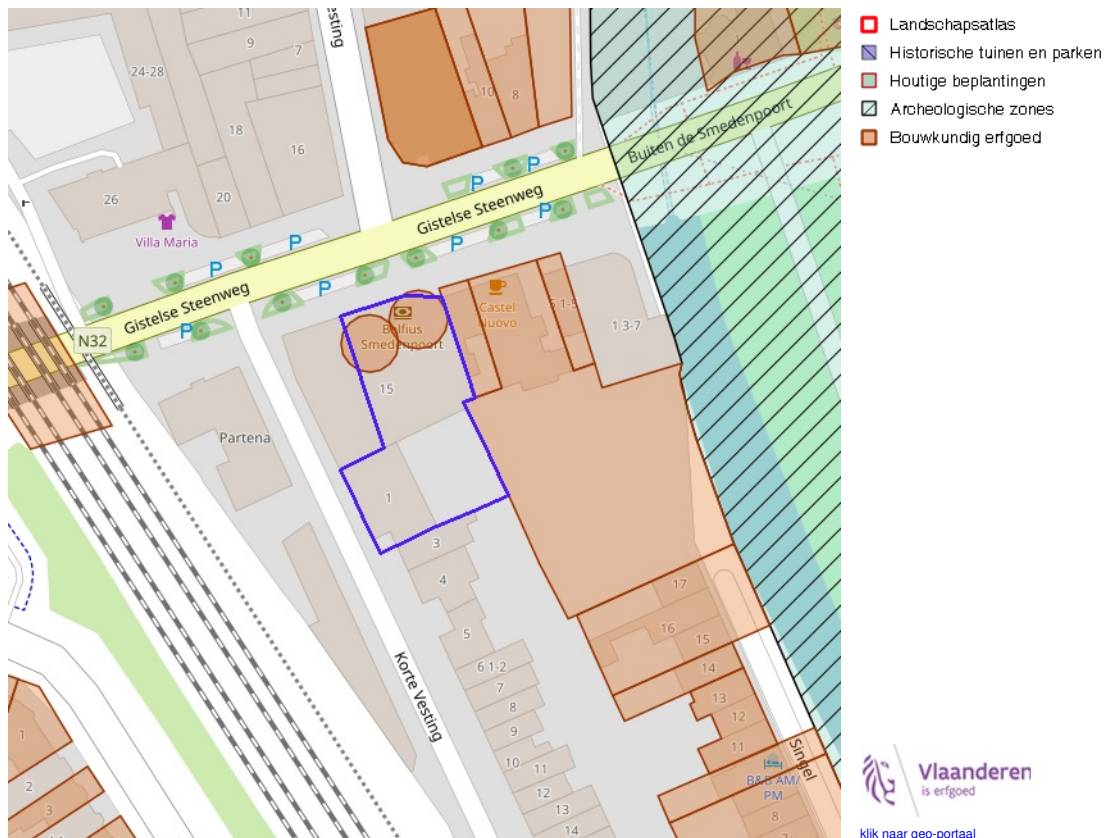 Landschapsatlas
Historische tuinen en parken
Houtige beplantingen
Archeologische zones
Bouwkundig erfgoed
11
9
7
24-28
18
16
26
20
Villa Maria
10
8
P
P
P
P
P
P
P
P
Buiten de Smedenpoort
Gistelse Steenweg
Gistelse Steenweg
N32
Belfius
Smedenpoort
Castel
Nuovo
5 1-5
1 3-7
15
Partena
1
3
4
5
6 1-2
7
8
9
10
11
12
13
14
Korte Vesting
17
16
15
14
13
12
11
Singel
B&B AM/
PM
8
7
1
2
3
Vlaanderen
is erfgoed
klik naar geo-portaal